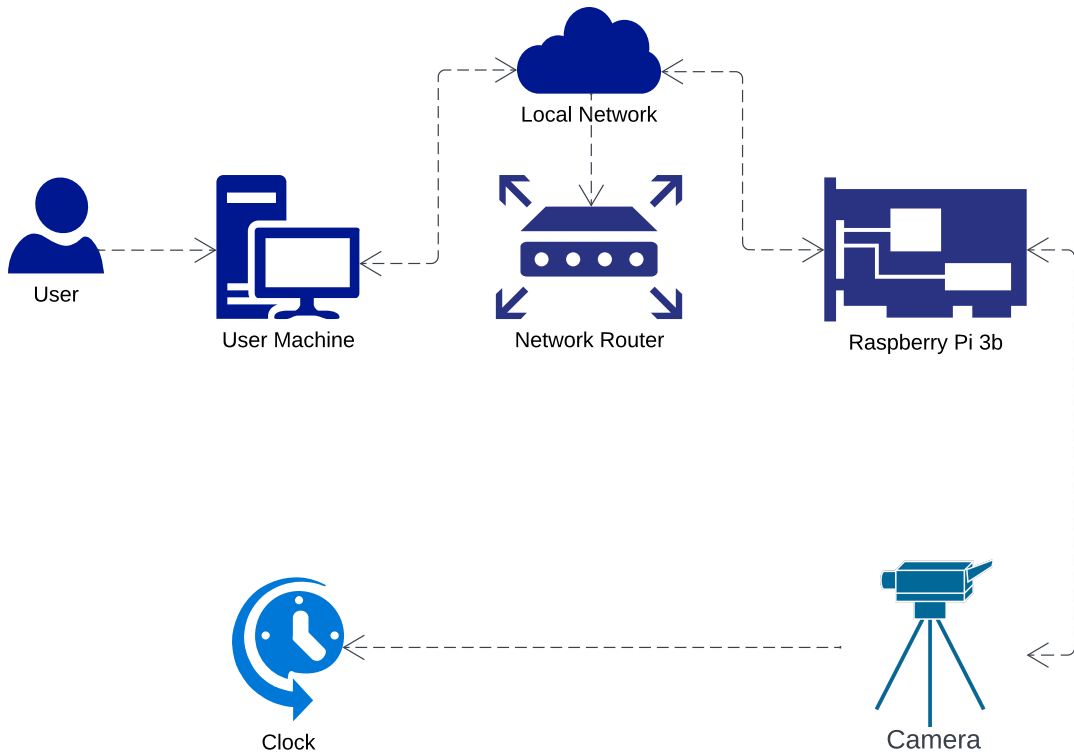 Local Network
User
User Machine
Network Router
Raspberry Pi 3b
Clock
Camera